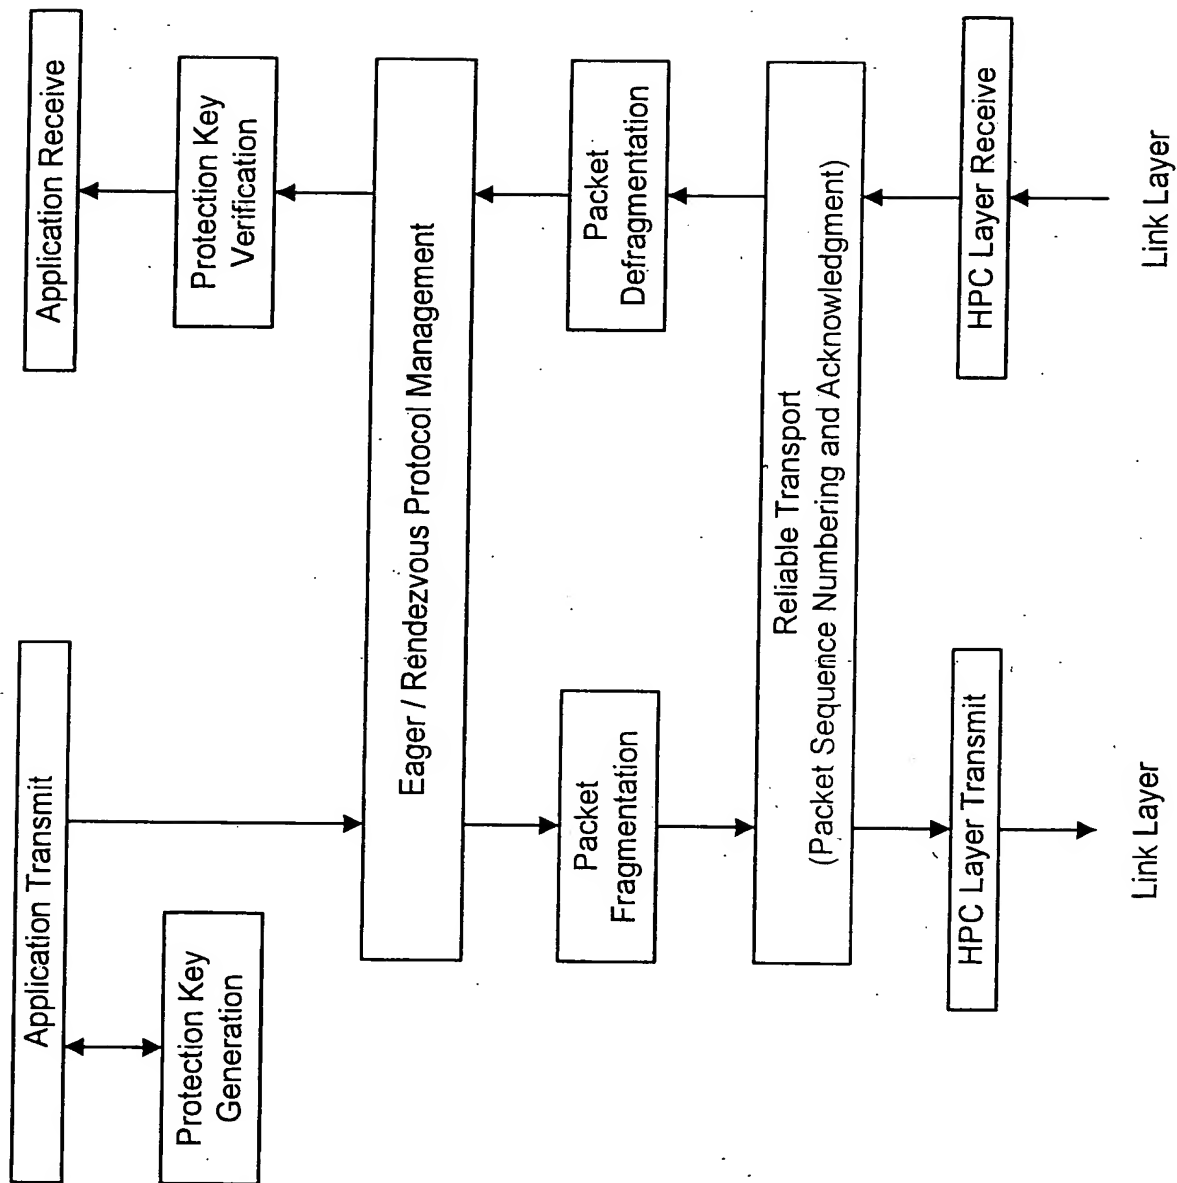 Application Transmit
Protection Key
Generation
Application Receive
Protection Key
Verification
Eager / Rendezvous Protocol Management
Packet
Fragmentation
Packet
Defragmentation
Reliable Transport
(Packet Sequence Numbering and Acknowledgment)
HPC Layer Transmit
HPC Layer Receive
Link Layer
Link Layer